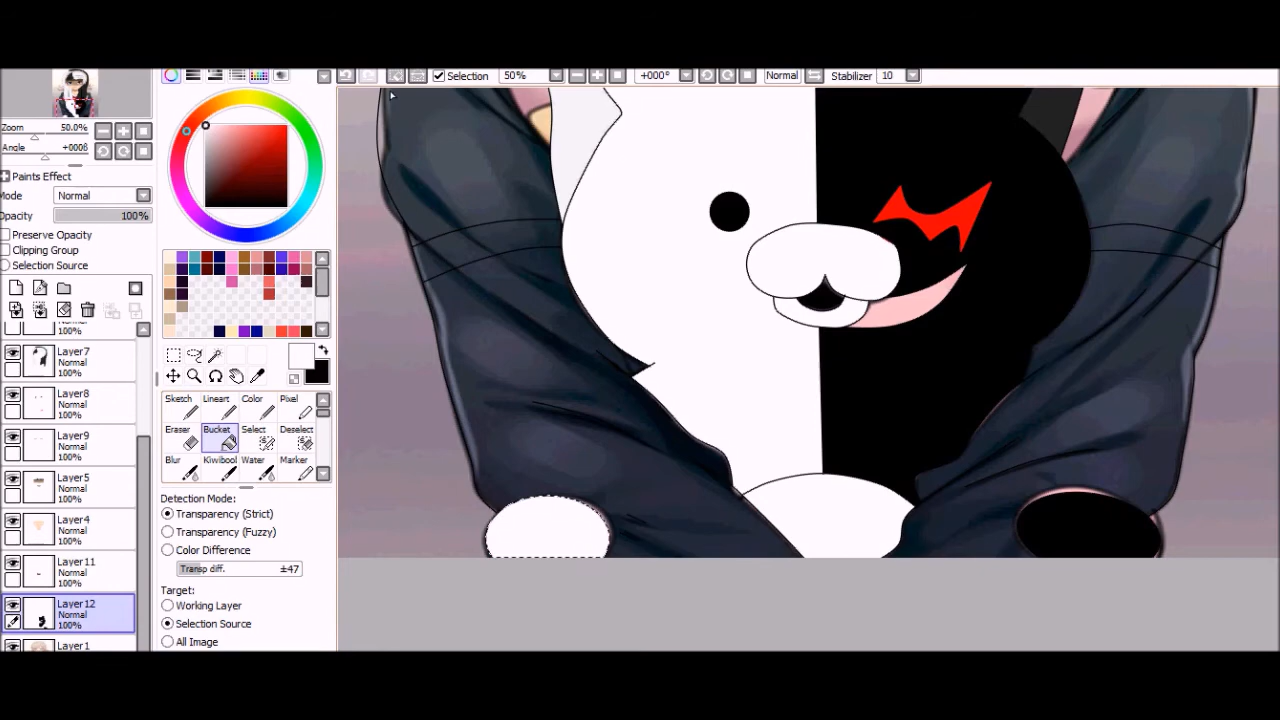 Selection 50% +000° Normal Stabilizer 10
Zoom 50.0%
Angle
Paints Effect
Mode Normal
Opacity 100%
Preserve Opacity
Clipping Group
Selection Source
100%
Layer7
Normal
100%
Layer8
Normal
100%
Layer9
Normal
100%
Layer5
Normal
100%
Layer4
Normal
100%
Layer11
Normal
100%
Layer12
Normal
100%
Layer1
Sketch Lineart Color Pixel
Eraser Bucket Select Deselect
Blur Kiwibool Water Marker
Detection Mode:
Transparency (Strict)
Transparency (Fuzzy)
Color Difference
Transp diff. ±47
Target:
Working Layer
Selection Source
All Image